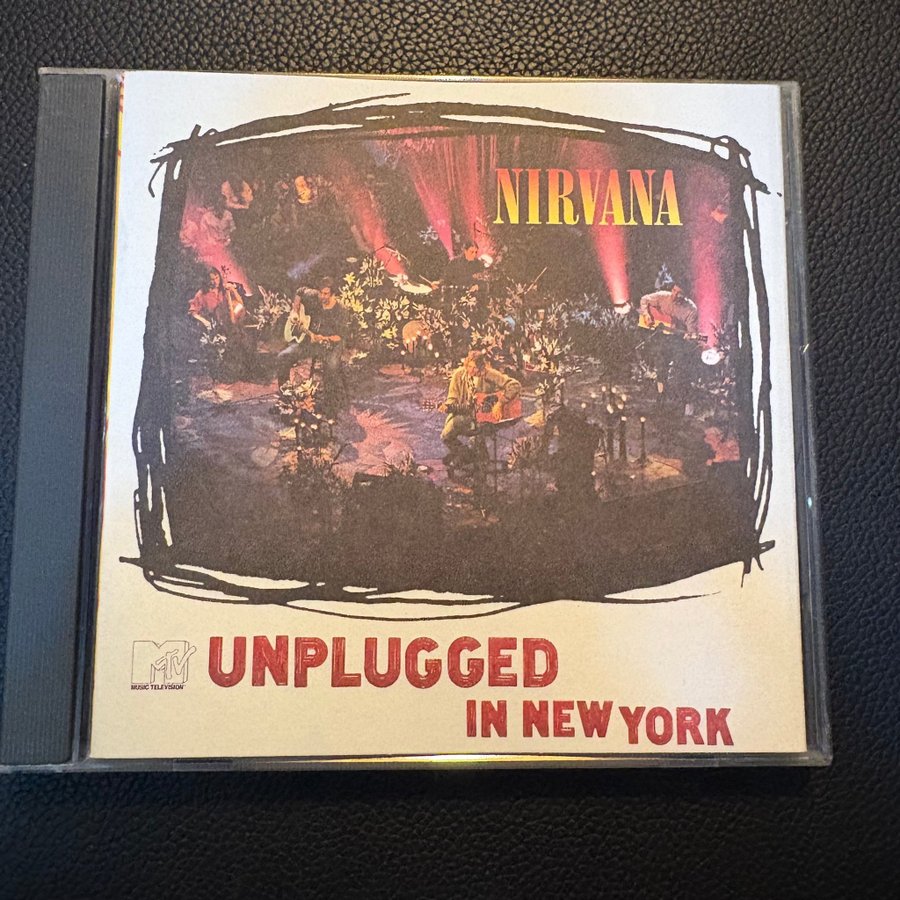 NIRVANA
MTV
MUSIC TELEVISION
UNPLUGGED
IN NEW YORK